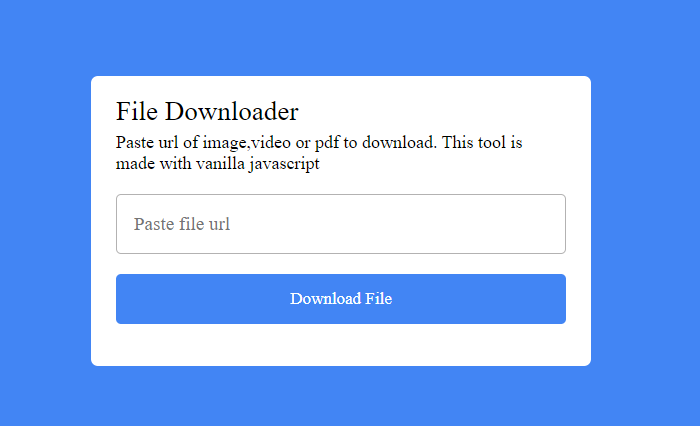 File Downloader
Paste url of image,video or pdf to download. This tool is
made with vanilla javascript
Paste file url
Download File